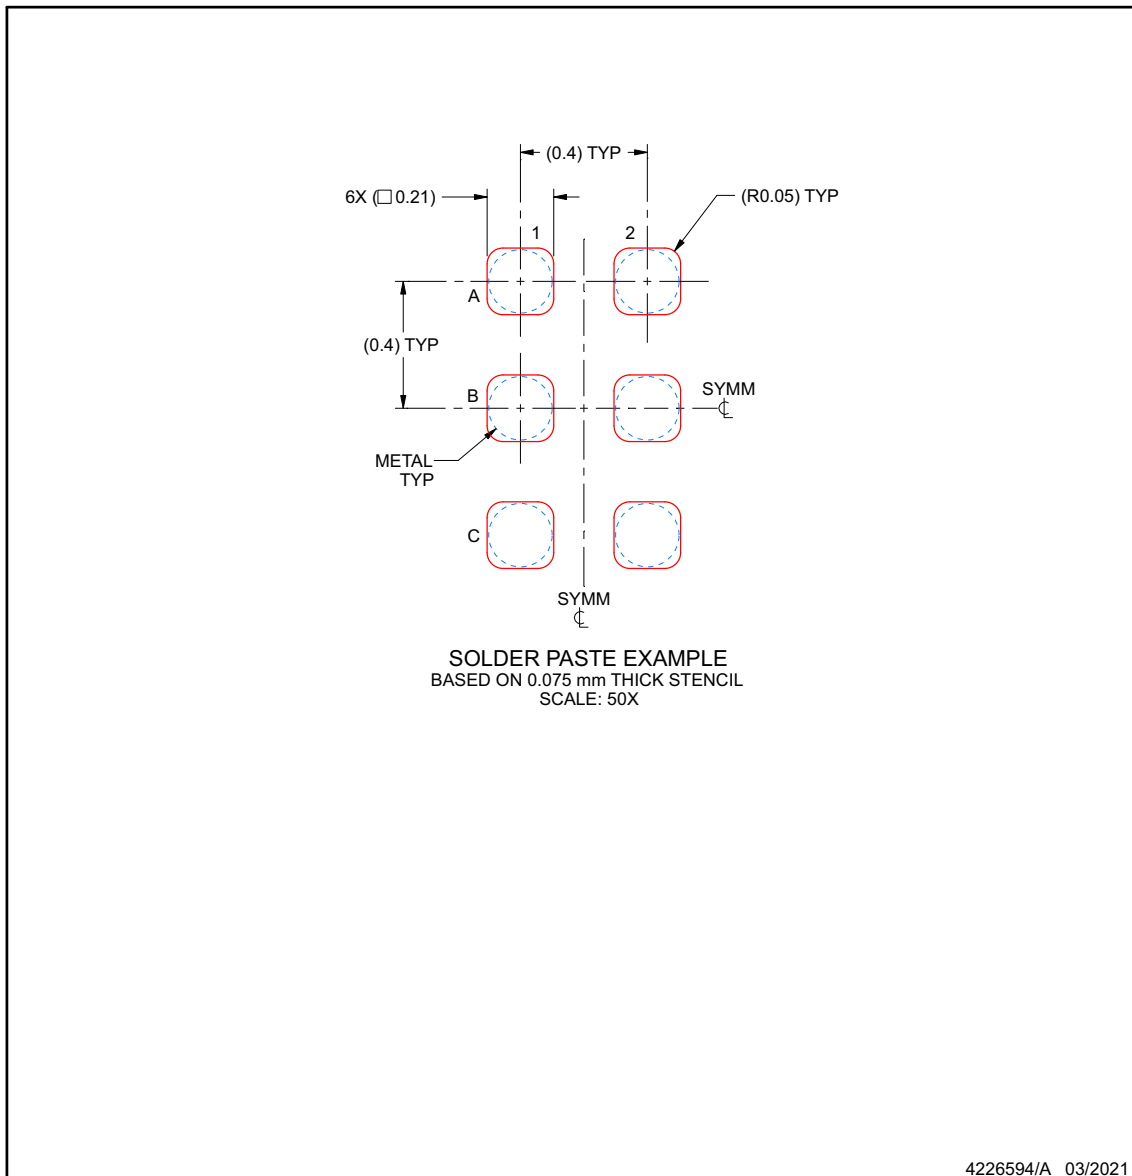 (0.4) TYP
6X (□ 0.21)
(R0.05) TYP
1
2
A
(0.4) TYP
B
SYMM
℄
METAL
TYP
C
SYMM
℄
SOLDER PASTE EXAMPLE
BASED ON 0.075 mm THICK STENCIL
SCALE: 50X
4226594/A 03/2021